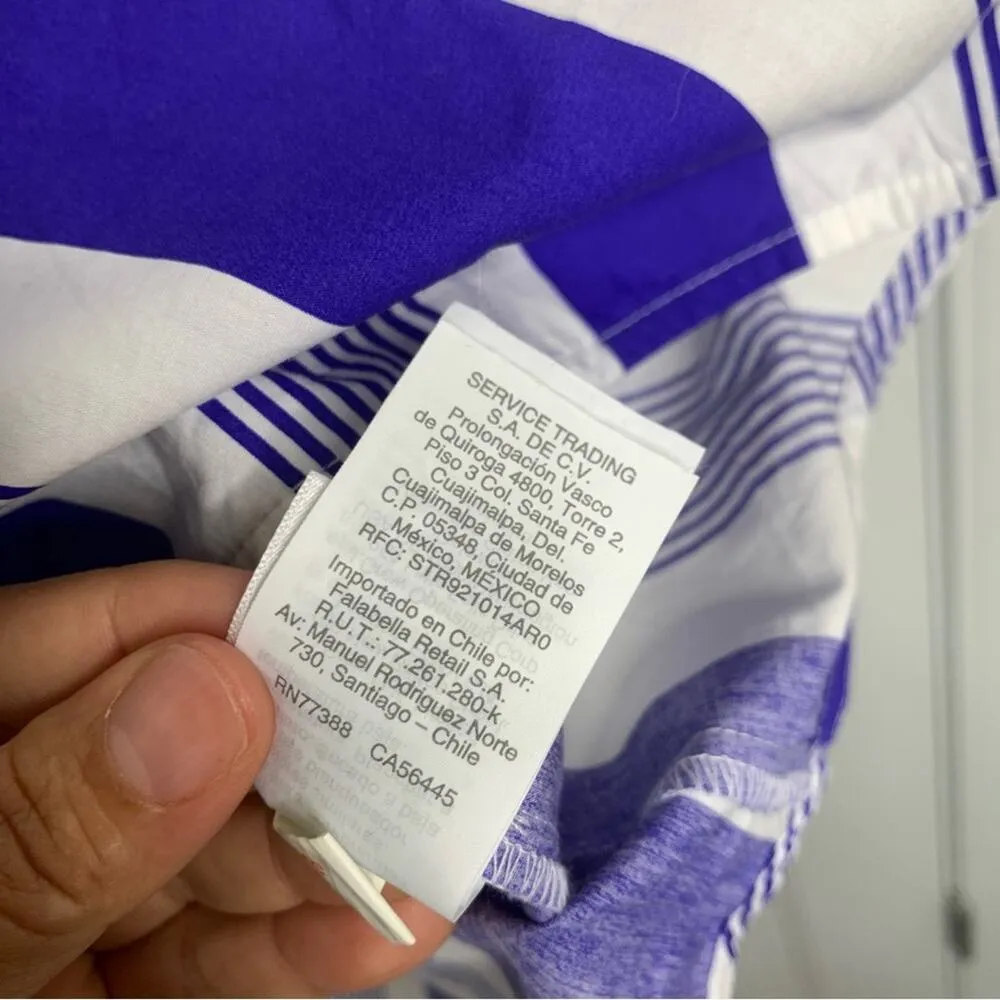 SERVICE TRADING
S.A. DE C.V.
Prolongación Vasco
de Quiroga 4800, Torre 2,
Piso 3 Col. Santa Fe
Cuajimalpa, Del.
Cuajimalpa de Morelos
C.P. 05348, Ciudad de
México, MÉXICO
RFC: STR921014AR0
Importado en Chile por:
Falabella Retail S.A.
R.U.T.: 77.261.280-k
Av: Manuel Rodríguez Norte
730, Santiago – Chile
RN77388 CA56445